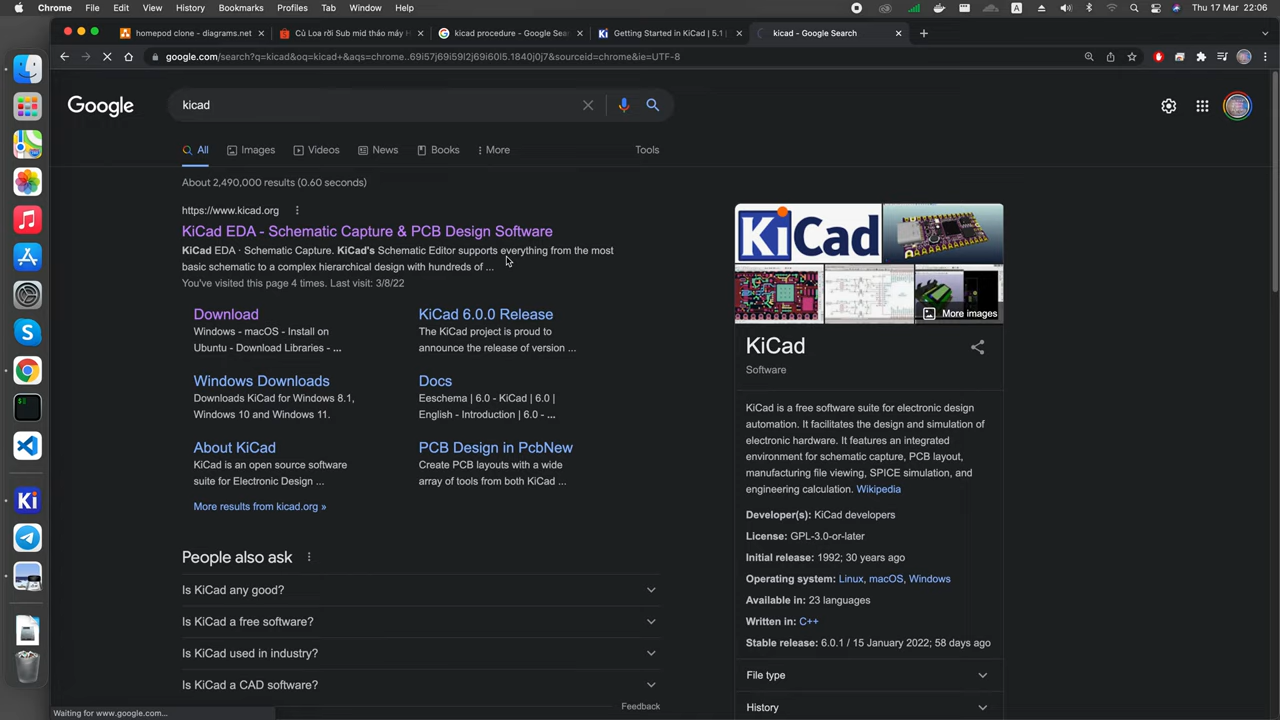 Chrome File Edit View History Bookmarks Profiles Tab Window Help
A
Thu 17 Mar 22:06
homepod clone - diagrams.net
Củ Loa rời Sub mid tháo máy H
kicad procedure - Google Sea
Getting Started in KiCad | 5.1 |
kicad - Google Search
google.com/search?q=kicad&oq=kicad+&aqs=chrome..69i57j69i59l2j69i60l5.1840j0j7&sourceid=chrome&ie=UTF-8
Google
kicad
All Images Videos News Books More Tools
About 2,490,000 results (0.60 seconds)
https://www.kicad.org
KiCad EDA - Schematic Capture & PCB Design Software
KiCad EDA · Schematic Capture. KiCad's Schematic Editor supports everything from the most
basic schematic to a complex hierarchical design with hundreds of ...
You've visited this page 4 times. Last visit: 3/8/22
Download
Windows - macOS - Install on
Ubuntu - Download Libraries - ...
KiCad 6.0.0 Release
The KiCad project is proud to
announce the release of version ...
Windows Downloads
Downloads KiCad for Windows 8.1,
Windows 10 and Windows 11.
Docs
Eeschema | 6.0 - KiCad | 6.0 |
English - Introduction | 6.0 - ...
About KiCad
KiCad is an open source software
suite for Electronic Design ...
PCB Design in PcbNew
Create PCB layouts with a wide
array of tools from both KiCad ...
More results from kicad.org »
People also ask
Is KiCad any good?
Is KiCad a free software?
Is KiCad used in industry?
Is KiCad a CAD software?
Feedback
KiCad
More images
KiCad
Software
KiCad is a free software suite for electronic design
automation. It facilitates the design and simulation of
electronic hardware. It features an integrated
environment for schematic capture, PCB layout,
manufacturing file viewing, SPICE simulation, and
engineering calculation. Wikipedia
Developer(s): KiCad developers
License: GPL-3.0-or-later
Initial release: 1992; 30 years ago
Operating system: Linux, macOS, Windows
Available in: 23 languages
Written in: C++
Stable release: 6.0.1 / 15 January 2022; 58 days ago
File type
History
Ki
Waiting for www.google.com...